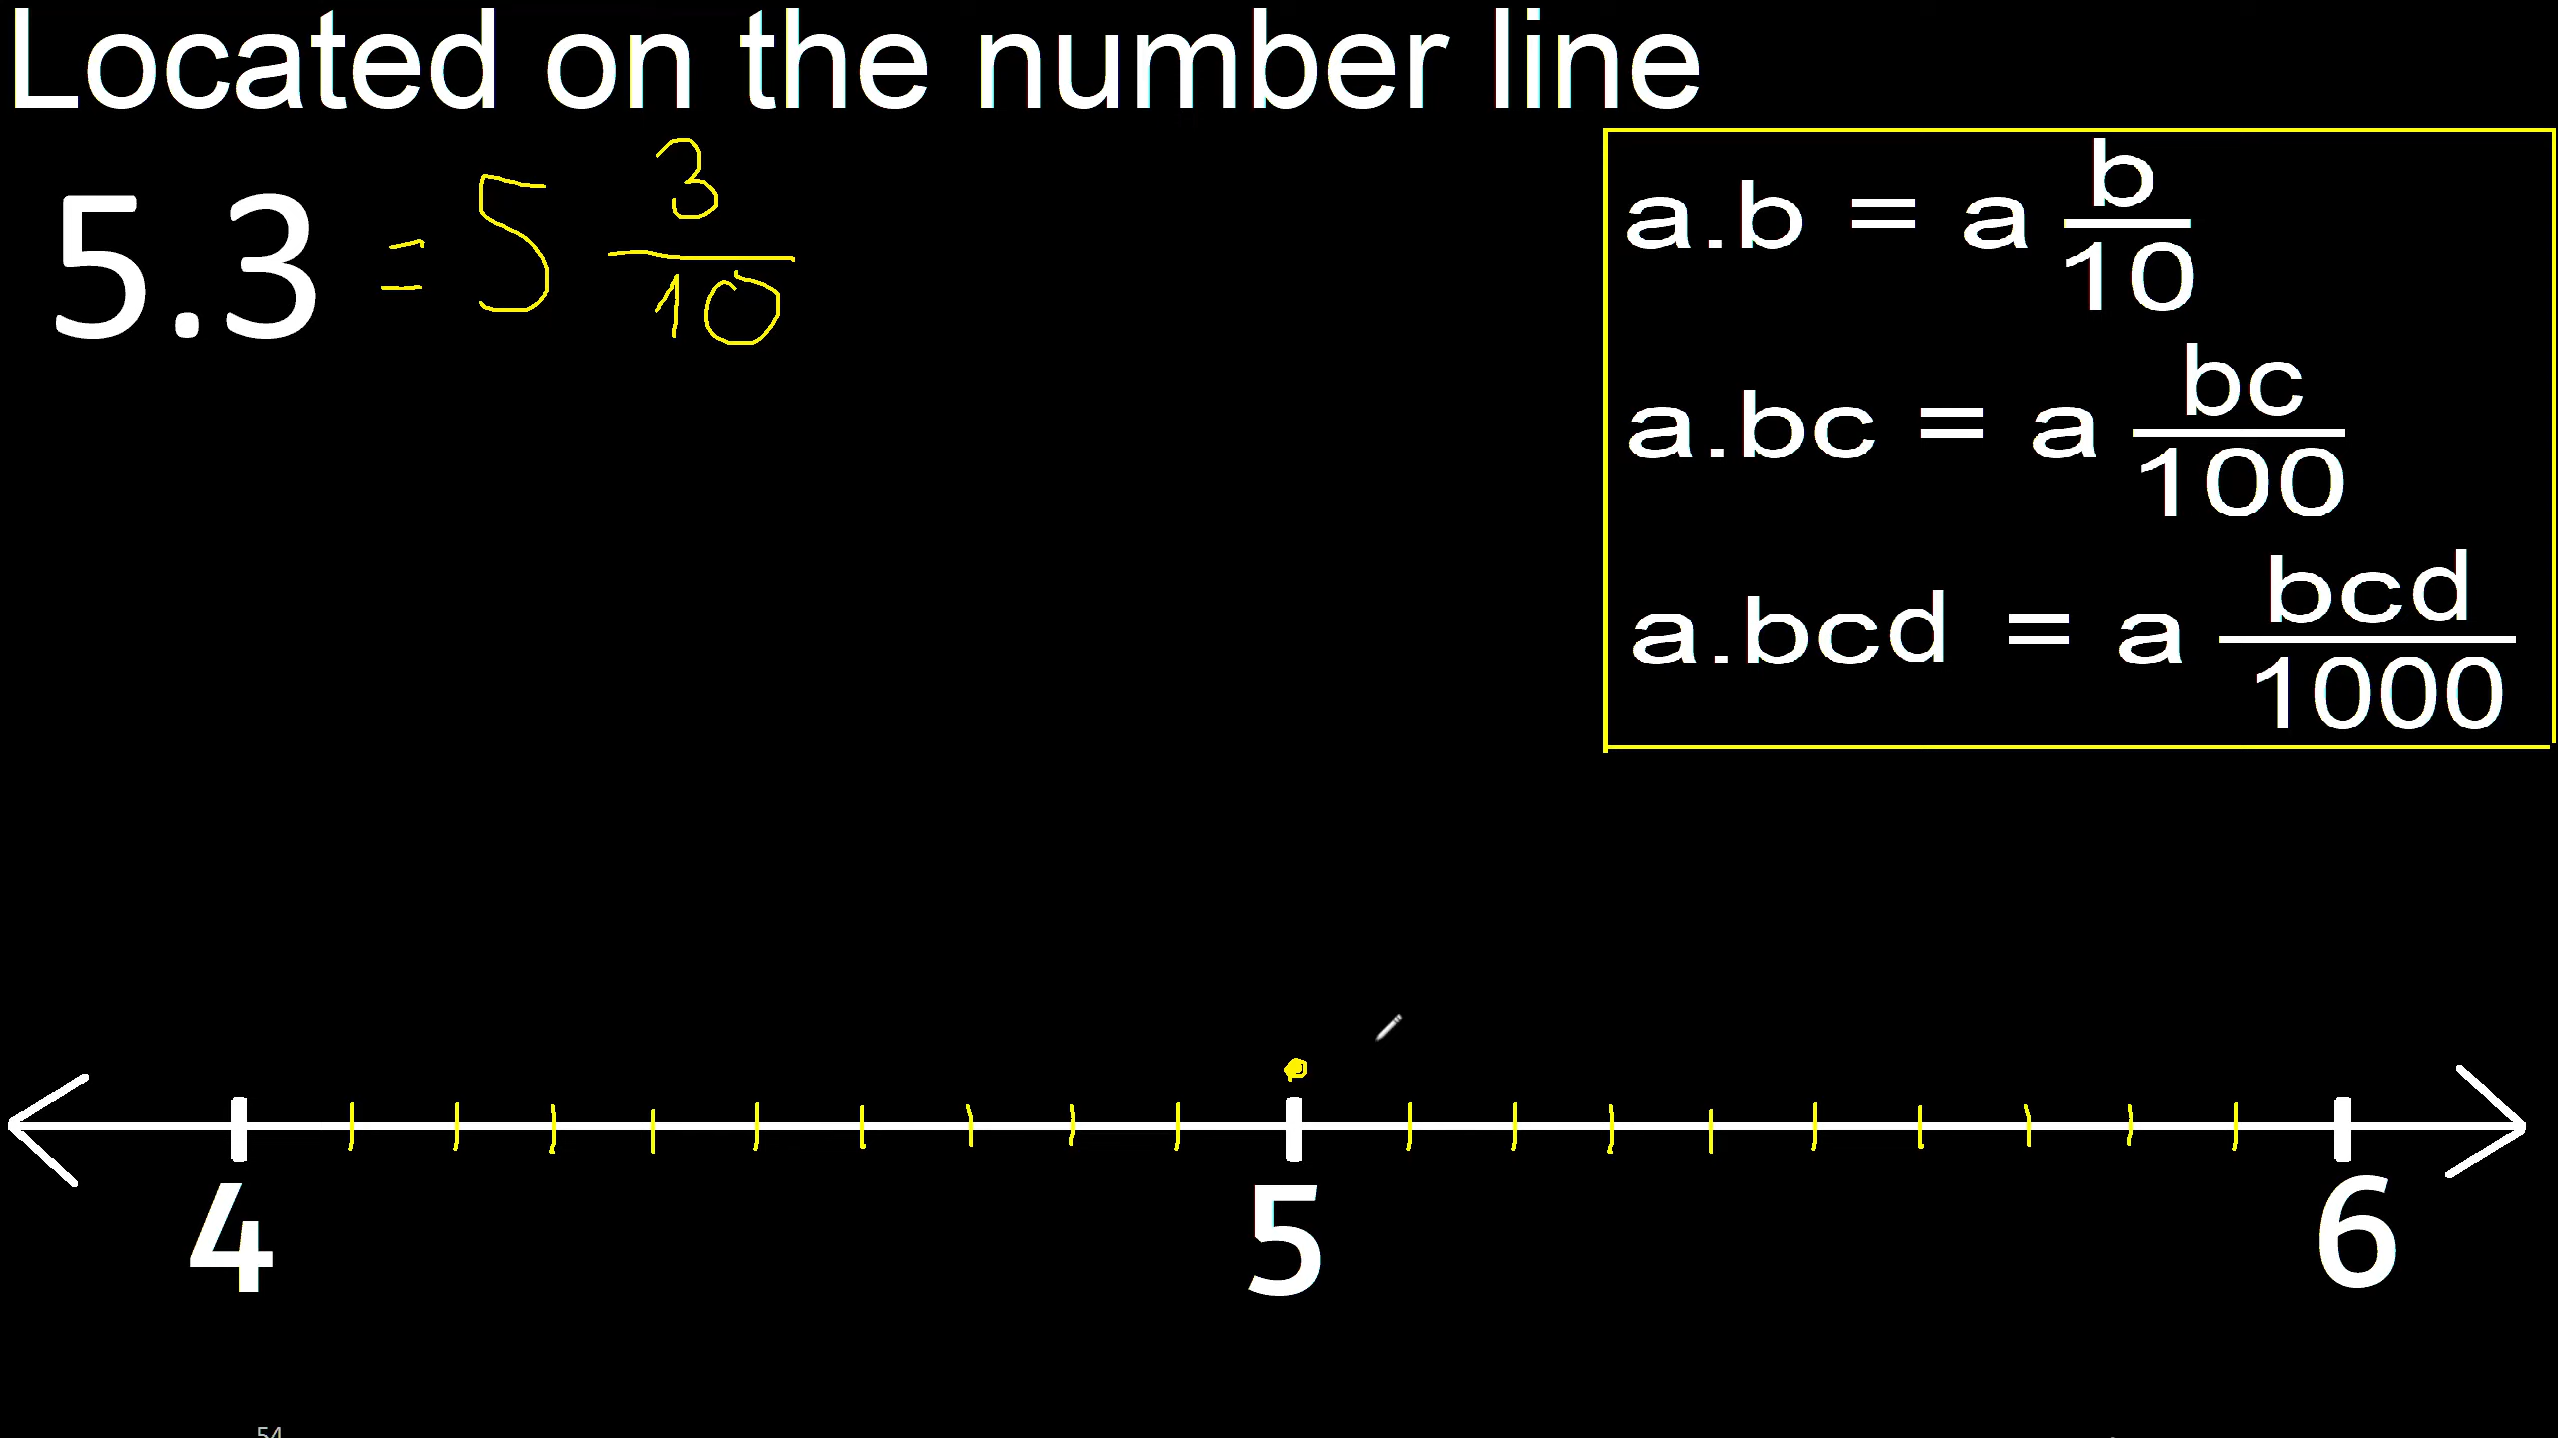 Located on the number line
5.3 = 5 3/10
a.b = a b/10
a.bc = a bc/100
a.bcd = a bcd/1000
4 5 6
54